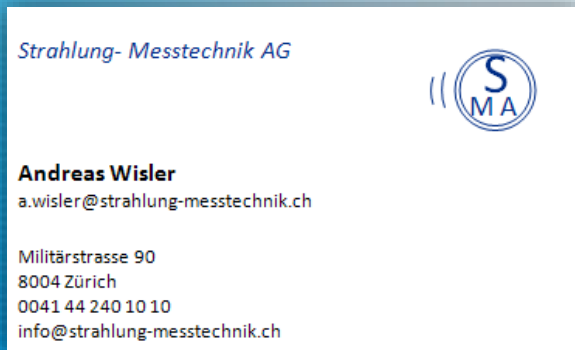 Strahlung- Messtechnik AG
S
MA
Andreas Wisler
a.wisler@strahlung-messtechnik.ch
Militärstrasse 90
8004 Zürich
0041 44 240 10 10
info@strahlung-messtechnik.ch